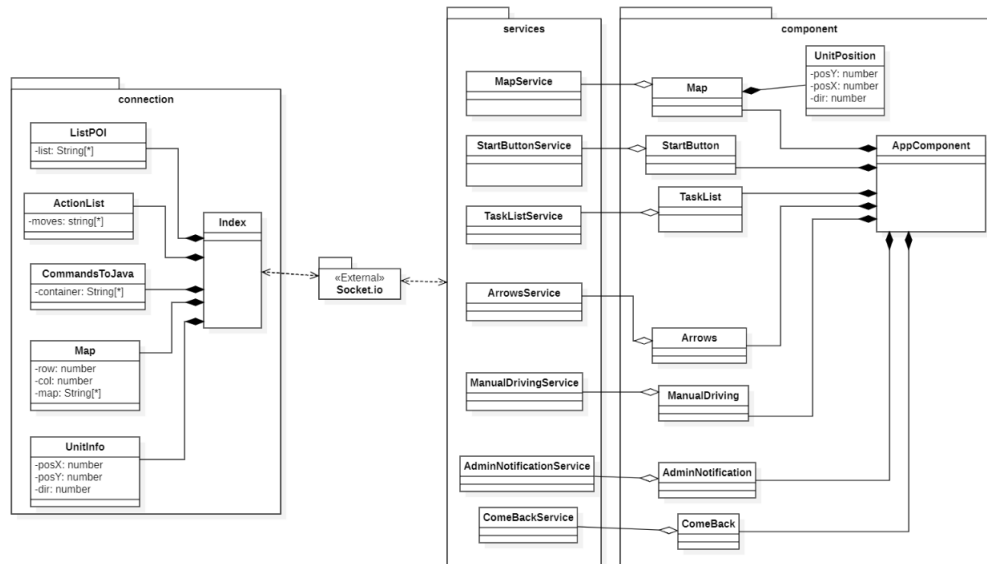 connection
ListPOI
-list: String[*]
ActionList
-moves: string[*]
CommandsToJava
-container: String[*]
Map
-row: number
-col: number
-map: String[*]
UnitInfo
-posX: number
-posY: number
-dir: number
Index
«External»
Socket.io
services
MapService
StartButtonService
TaskListService
ArrowsService
ManualDrivingService
AdminNotificationService
ComeBackService
component
Map
UnitPosition
-posY: number
-posX: number
-dir: number
StartButton
AppComponent
TaskList
Arrows
ManualDriving
AdminNotification
ComeBack